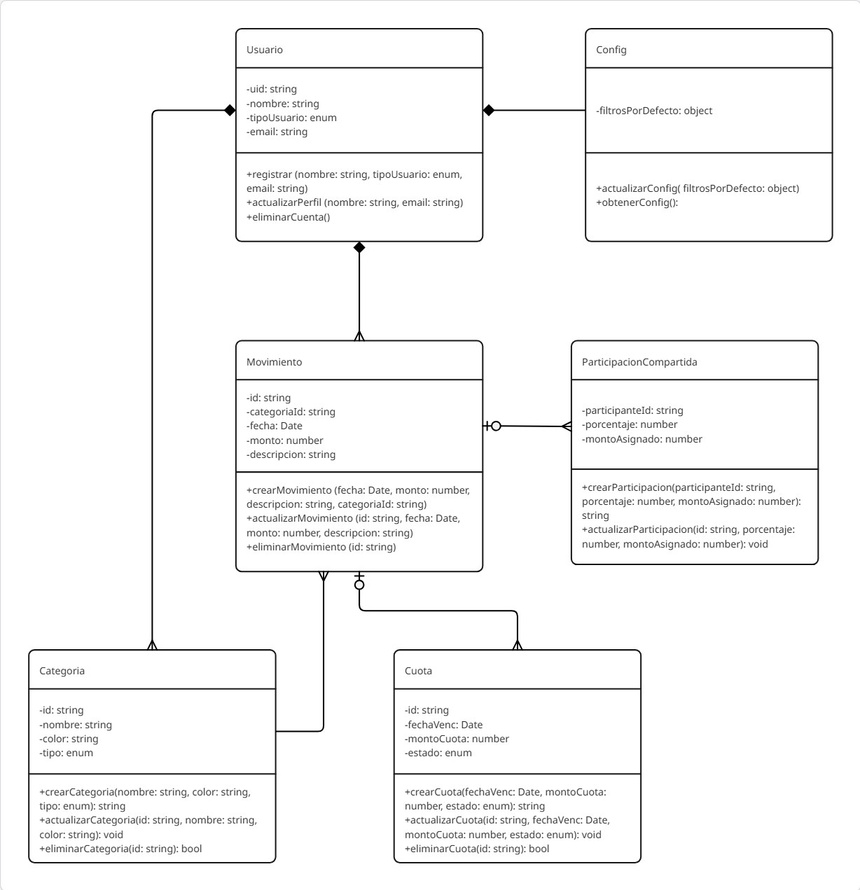 Usuario
-uid: string
-nombre: string
-tipoUsuario: enum
-email: string
+registrar (nombre: string, tipoUsuario: enum,
email: string)
+actualizarPerfil (nombre: string, email: string)
+eliminarCuenta()
Config
-filtrosPorDefecto: object
+actualizarConfig( filtrosPorDefecto: object)
+obtenerConfig():
Movimiento
-id: string
-categoriaId: string
-fecha: Date
-monto: number
-descripcion: string
+crearMovimiento (fecha: Date, monto: number,
descripcion: string, categoriaId: string)
+actualizarMovimiento (id: string, fecha: Date,
monto: number, descripcion: string)
+eliminarMovimiento (id: string)
ParticipacionCompartida
-participanteId: string
-porcentaje: number
-montoAsignado: number
+crearParticipacion(participanteId: string,
porcentaje: number, montoAsignado: number):
string
+actualizarParticipacion(id: string, porcentaje:
number, montoAsignado: number): void
Categoria
-id: string
-nombre: string
-color: string
-tipo: enum
+crearCategoria(nombre: string, color: string,
tipo: enum): string
+actualizarCategoria(id: string, nombre: string,
color: string): void
+eliminarCategoria(id: string): bool
Cuota
-id: string
-fechaVenc: Date
-montoCuota: number
-estado: enum
+crearCuota(fechaVenc: Date, montoCuota:
number, estado: enum): string
+actualizarCuota(id: string, fechaVenc: Date,
montoCuota: number, estado: enum): void
+eliminarCuota(id: string): bool